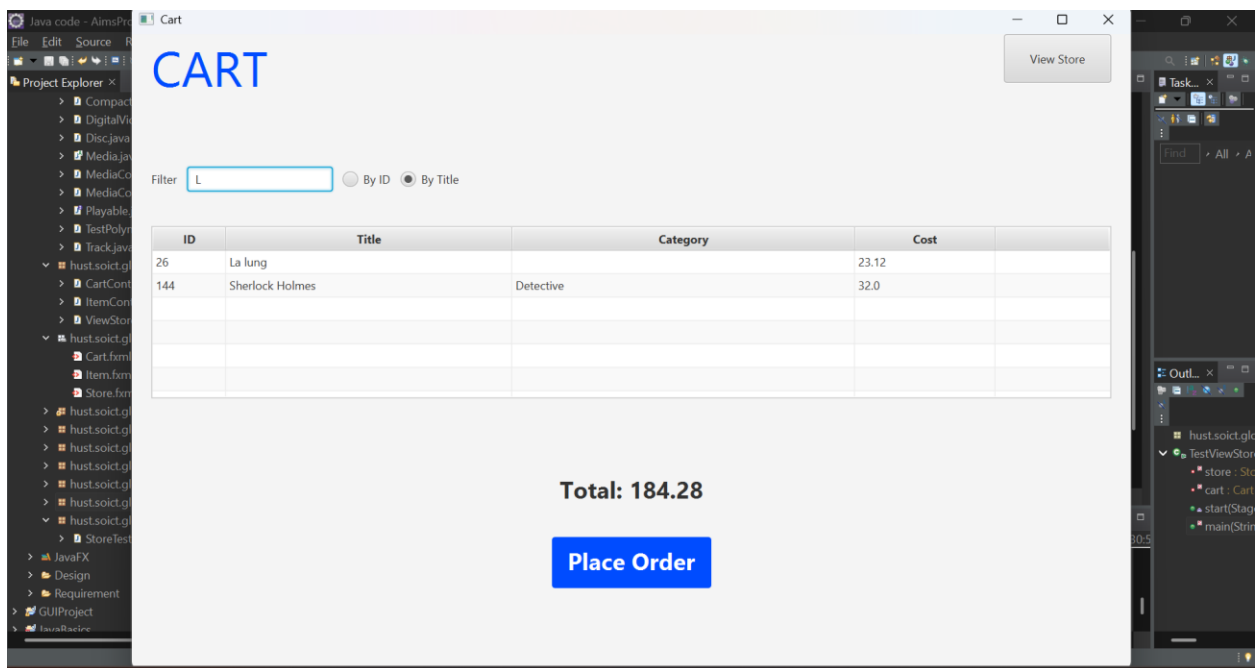 Java code - AimsPro
Cart
File Edit Source R
View Store
CART
Project Explorer
Task...
Compact
DigitalVi
Disc.java
Media.jav
MediaCo
MediaCo
Playable.j
TestPolyn
Track.java
Find
All
A
Filter L By ID By Title
ID Title Category Cost
26 La lung 23.12
144 Sherlock Holmes Detective 32.0
hust.soict.gl
CartCont
ItemCont
ViewStor
hust.soict.gl
Cart.fxml
Item.fxm
Store.fxm
hust.soict.gl
hust.soict.gl
hust.soict.gl
hust.soict.gl
hust.soict.gl
hust.soict.gl
hust.soict.gl
StoreTest
JavaFX
Design
Requirement
GUIProject
JavaBasics
Outl...
hust.soict.glo
TestViewStor
store : Sto
cart : Cart
start(Stag
main(Strin
30:5
Total: 184.28
Place Order